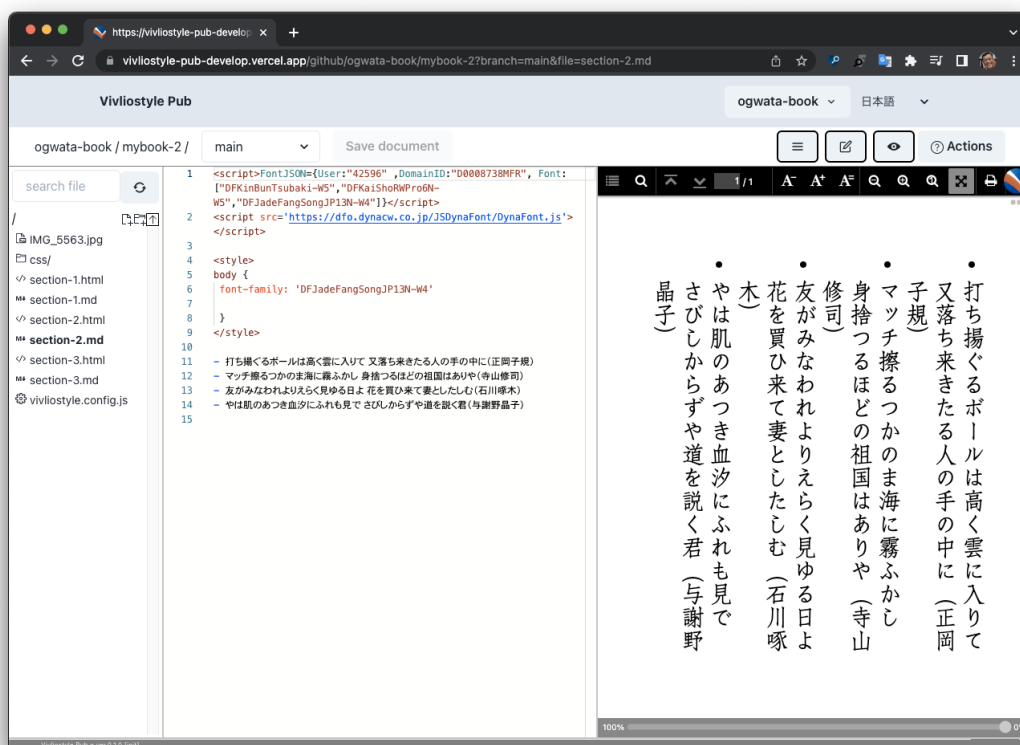 https://vivliostyle-pub-develop
vivliostyle-pub-develop.vercel.app/github/ogwata-book/mybook-2?branch=main&file=section-2.md
Vivliostyle Pub
ogwata-book
日本語
ogwata-book / mybook-2 /
main
Save document
Actions
search file
/
IMG_5563.jpg
css/
section-1.html
section-1.md
section-2.html
section-2.md
section-3.html
section-3.md
vivliostyle.config.js
1 <script>FontJSON={User:"42596" ,DomainID:"D0008738MFR", Font:
["DFKinBunTsubaki-W5","DFKaiShoRWPro6N-
W5","DFJadeFangSongJP13N-W4"]}</script>
2 <script src='https://dfo.dynacw.co.jp/JSDynaFont/DynaFont.js'>
</script>
3
4 <style>
5 body {
6 font-family: 'DFJadeFangSongJP13N-W4'
7
8 }
9 </style>
10
11 - 打ち揚ぐるボールは高く雲に入りて 又落ち来きたる人の手の中に(正岡子規)
12 - マッチ擦るつかのま海に霧ふかし 身捨つるほどの祖国はありや(寺山修司)
13 - 友がみなわれよりえらく見ゆる日よ 花を買ひ来て妻としたしむ(石川啄木)
14 - やは肌のあつき血汐にふれも見で さびしからずや道を説く君(与謝野晶子)
15
1 / 1
A⁻ A⁺ A⁼
• 打ち揚ぐるボールは高く雲に入りて
又落ち来きたる人の手の中に（正岡
子規）
• マッチ擦るつかのま海に霧ふかし
身捨つるほどの祖国はありや（寺山
修司）
• 友がみなわれよりえらく見ゆる日よ
花を買ひ来て妻としたしむ（石川啄
木）
• やは肌のあつき血汐にふれも見で
さびしからずや道を説く君（与謝野
晶子）
100%